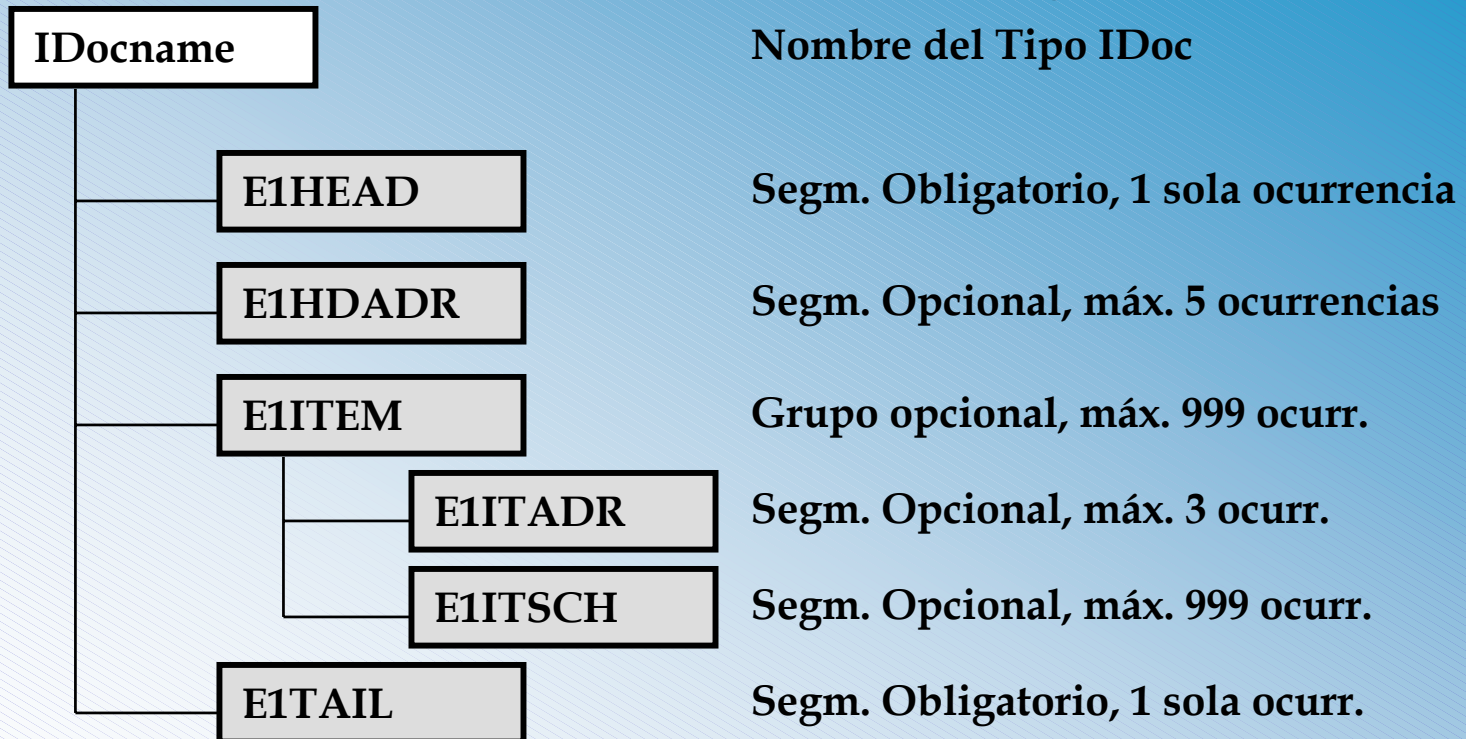 IDocname Nombre del Tipo IDoc
E1HEAD Segm. Obligatorio, 1 sola ocurrencia
E1HDADR Segm. Opcional, máx. 5 ocurrencias
E1ITEM Grupo opcional, máx. 999 ocurr.
E1ITADR Segm. Opcional, máx. 3 ocurr.
E1ITSCH Segm. Opcional, máx. 999 ocurr.
E1TAIL Segm. Obligatorio, 1 sola ocurr.